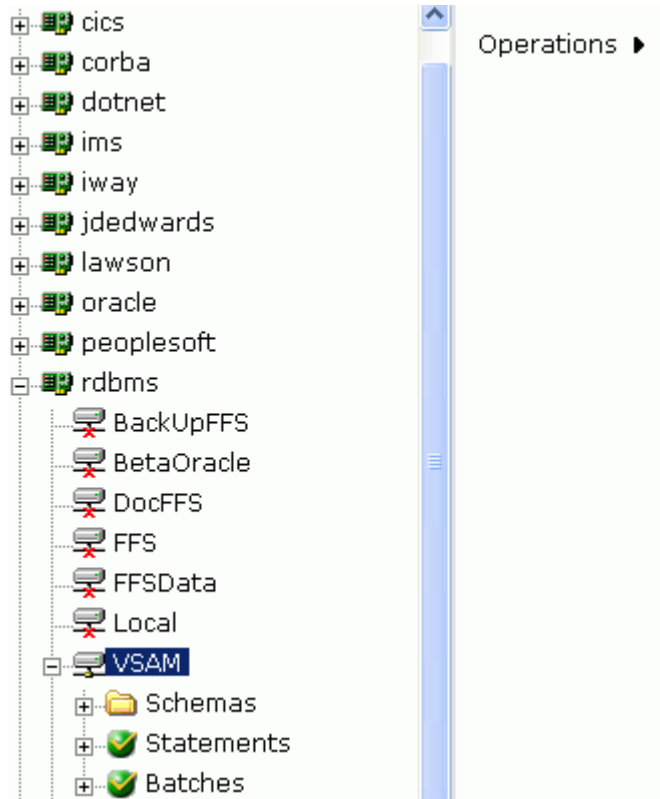 cics
Operations
corba
dotnet
ims
iway
jdedwards
lawson
oracle
peoplesoft
rdbms
BackUpFFS
BetaOracle
DocFFS
FFS
FFSData
Local
VSAM
Schemas
Statements
Batches